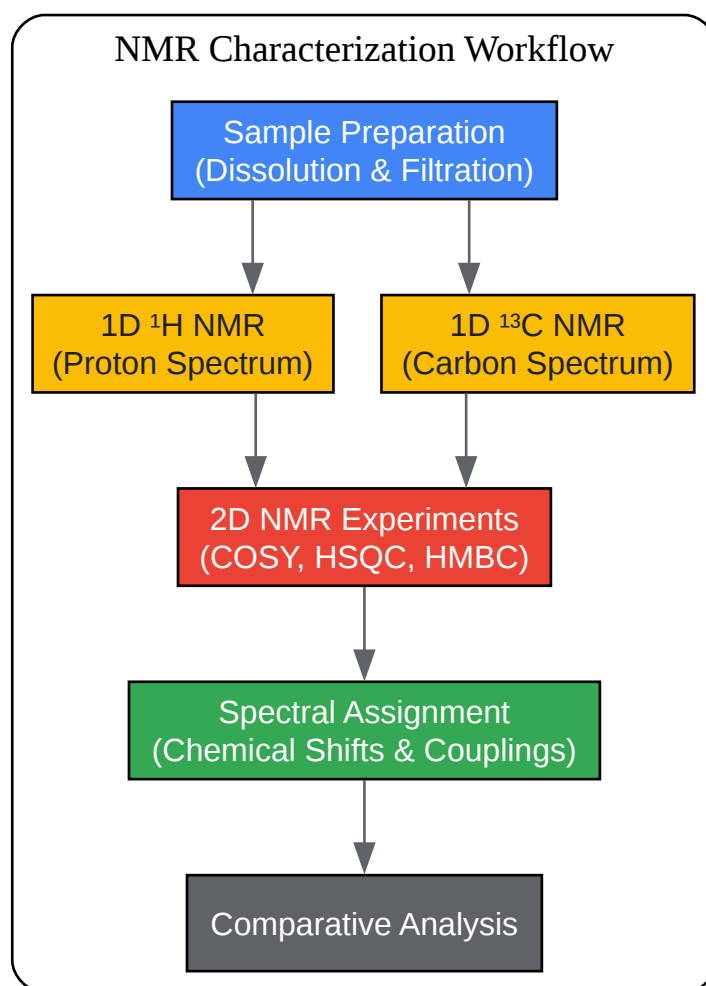 NMR Characterization Workflow
Sample Preparation
(Dissolution & Filtration)
1D ¹H NMR
(Proton Spectrum)
1D ¹³C NMR
(Carbon Spectrum)
2D NMR Experiments
(COSY, HSQC, HMBC)
Spectral Assignment
(Chemical Shifts & Couplings)
Comparative Analysis